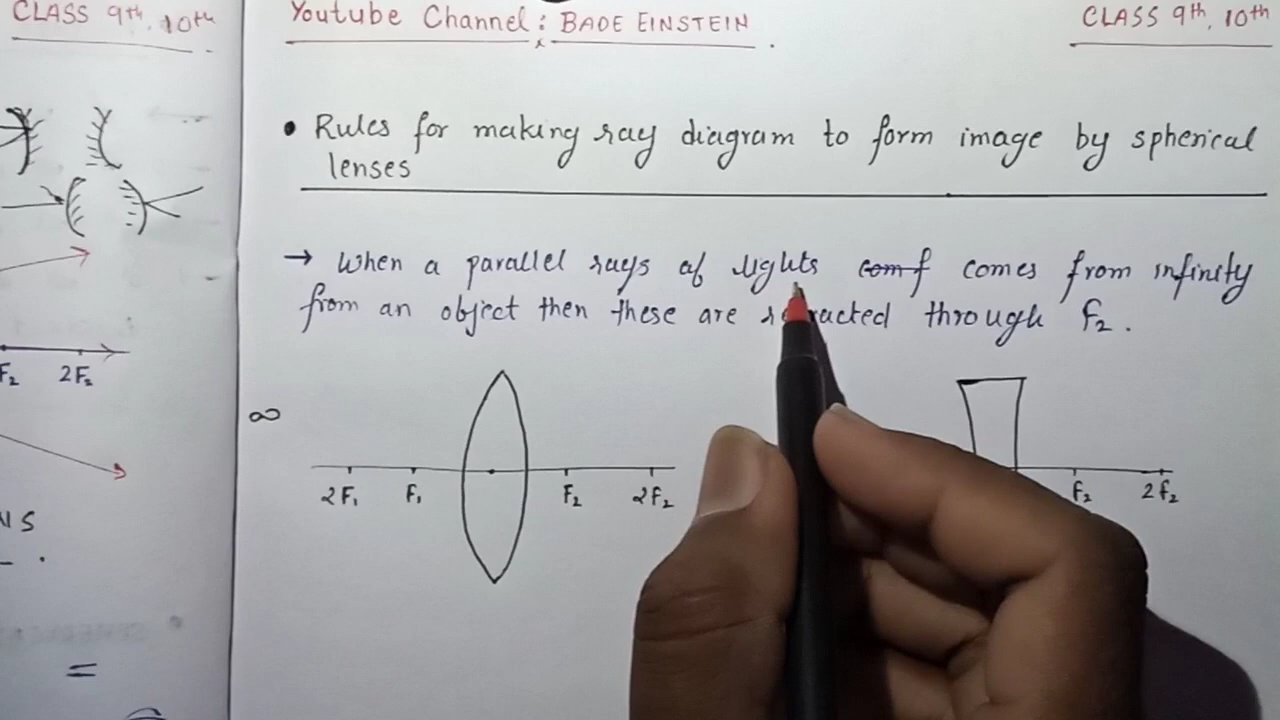 CLASS 9th, 10th
Youtube Channel: BADE EINSTEIN
CLASS 9th, 10th
• Rules for making ray diagram to form image by spherical
lenses
→ When a parallel rays of lights comf comes from infinity
from an object then these are through F₂.
∞
2F₁ F₁ F₂ 2F₂
F₂ 2F₂
F₂ 2F₂
NS
=